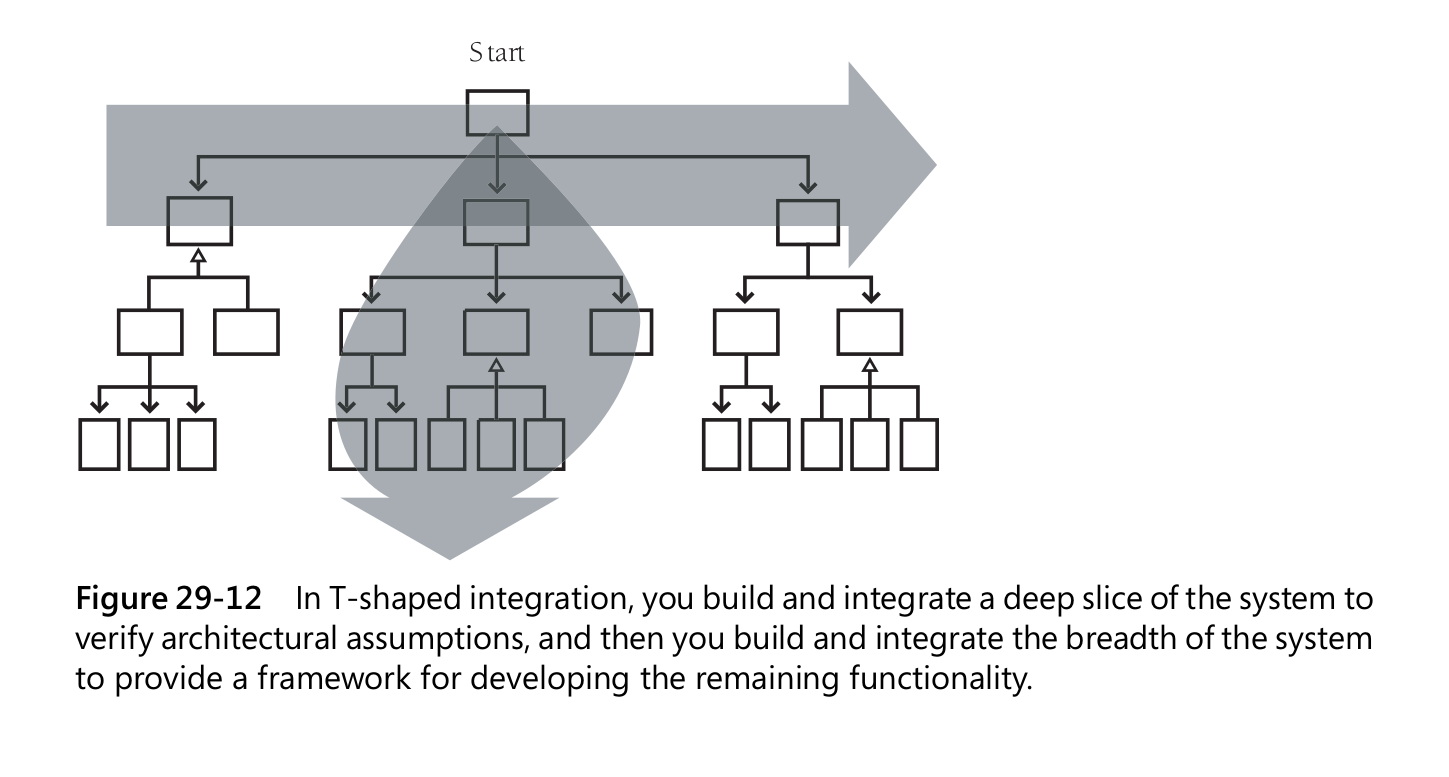 Start
Figure 29-12 In T-shaped integration, you build and integrate a deep slice of the system to
verify architectural assumptions, and then you build and integrate the breadth of the system
to provide a framework for developing the remaining functionality.